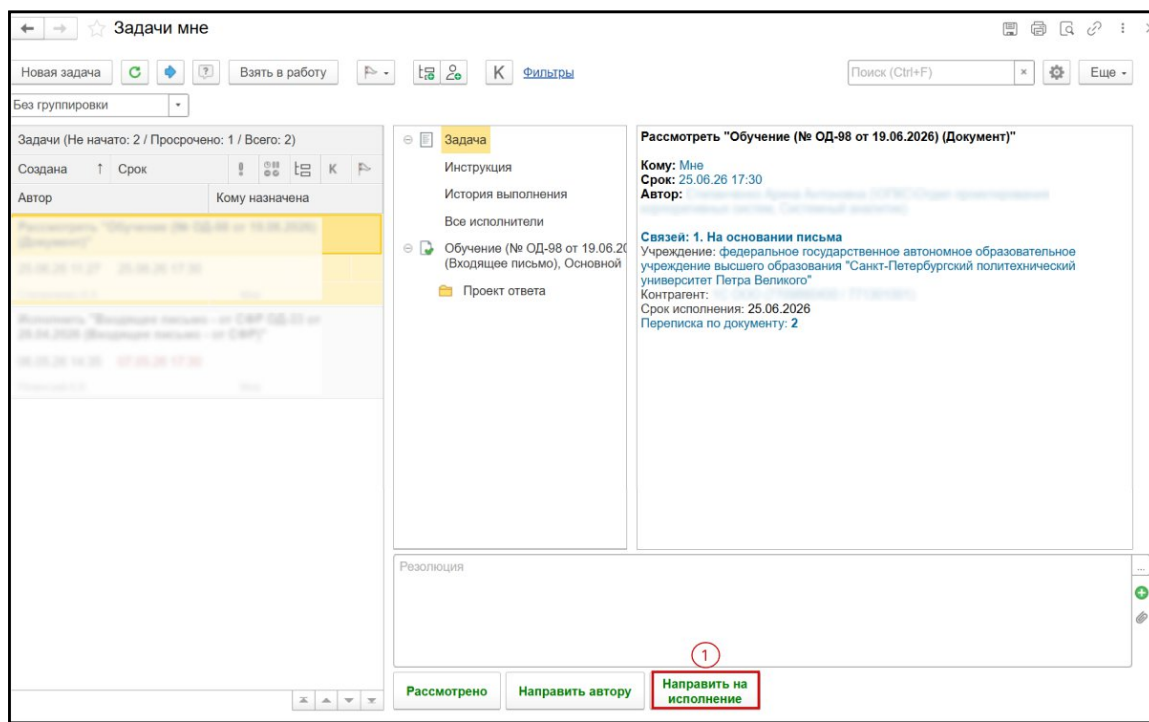 Задачи мне
Новая задача
Взять в работу
К
Фильтры
Поиск (Ctrl+F)
×
Еще
Без группировки
Задачи (Не начато: 2 / Просрочено: 1 / Всего: 2)
Создана ↑ Срок К
Автор Кому назначена
Задача
Инструкция
История выполнения
Все исполнители
Обучение (№ ОД-98 от 19.06.20
(Входящее письмо), Основной
Проект ответа
Рассмотреть "Обучение (№ ОД-98 от 19.06.2026) (Документ)"
Кому: Мне
Срок: 25.06.26 17:30
Автор:
Связей: 1. На основании письма
Учреждение: федеральное государственное автономное образовательное
учреждение высшего образования "Санкт-Петербургский политехнический
университет Петра Великого"
Контрагент:
Срок исполнения: 25.06.2026
Переписка по документу: 2
Резолюция
...
1
Рассмотрено
Направить автору
Направить на
исполнение